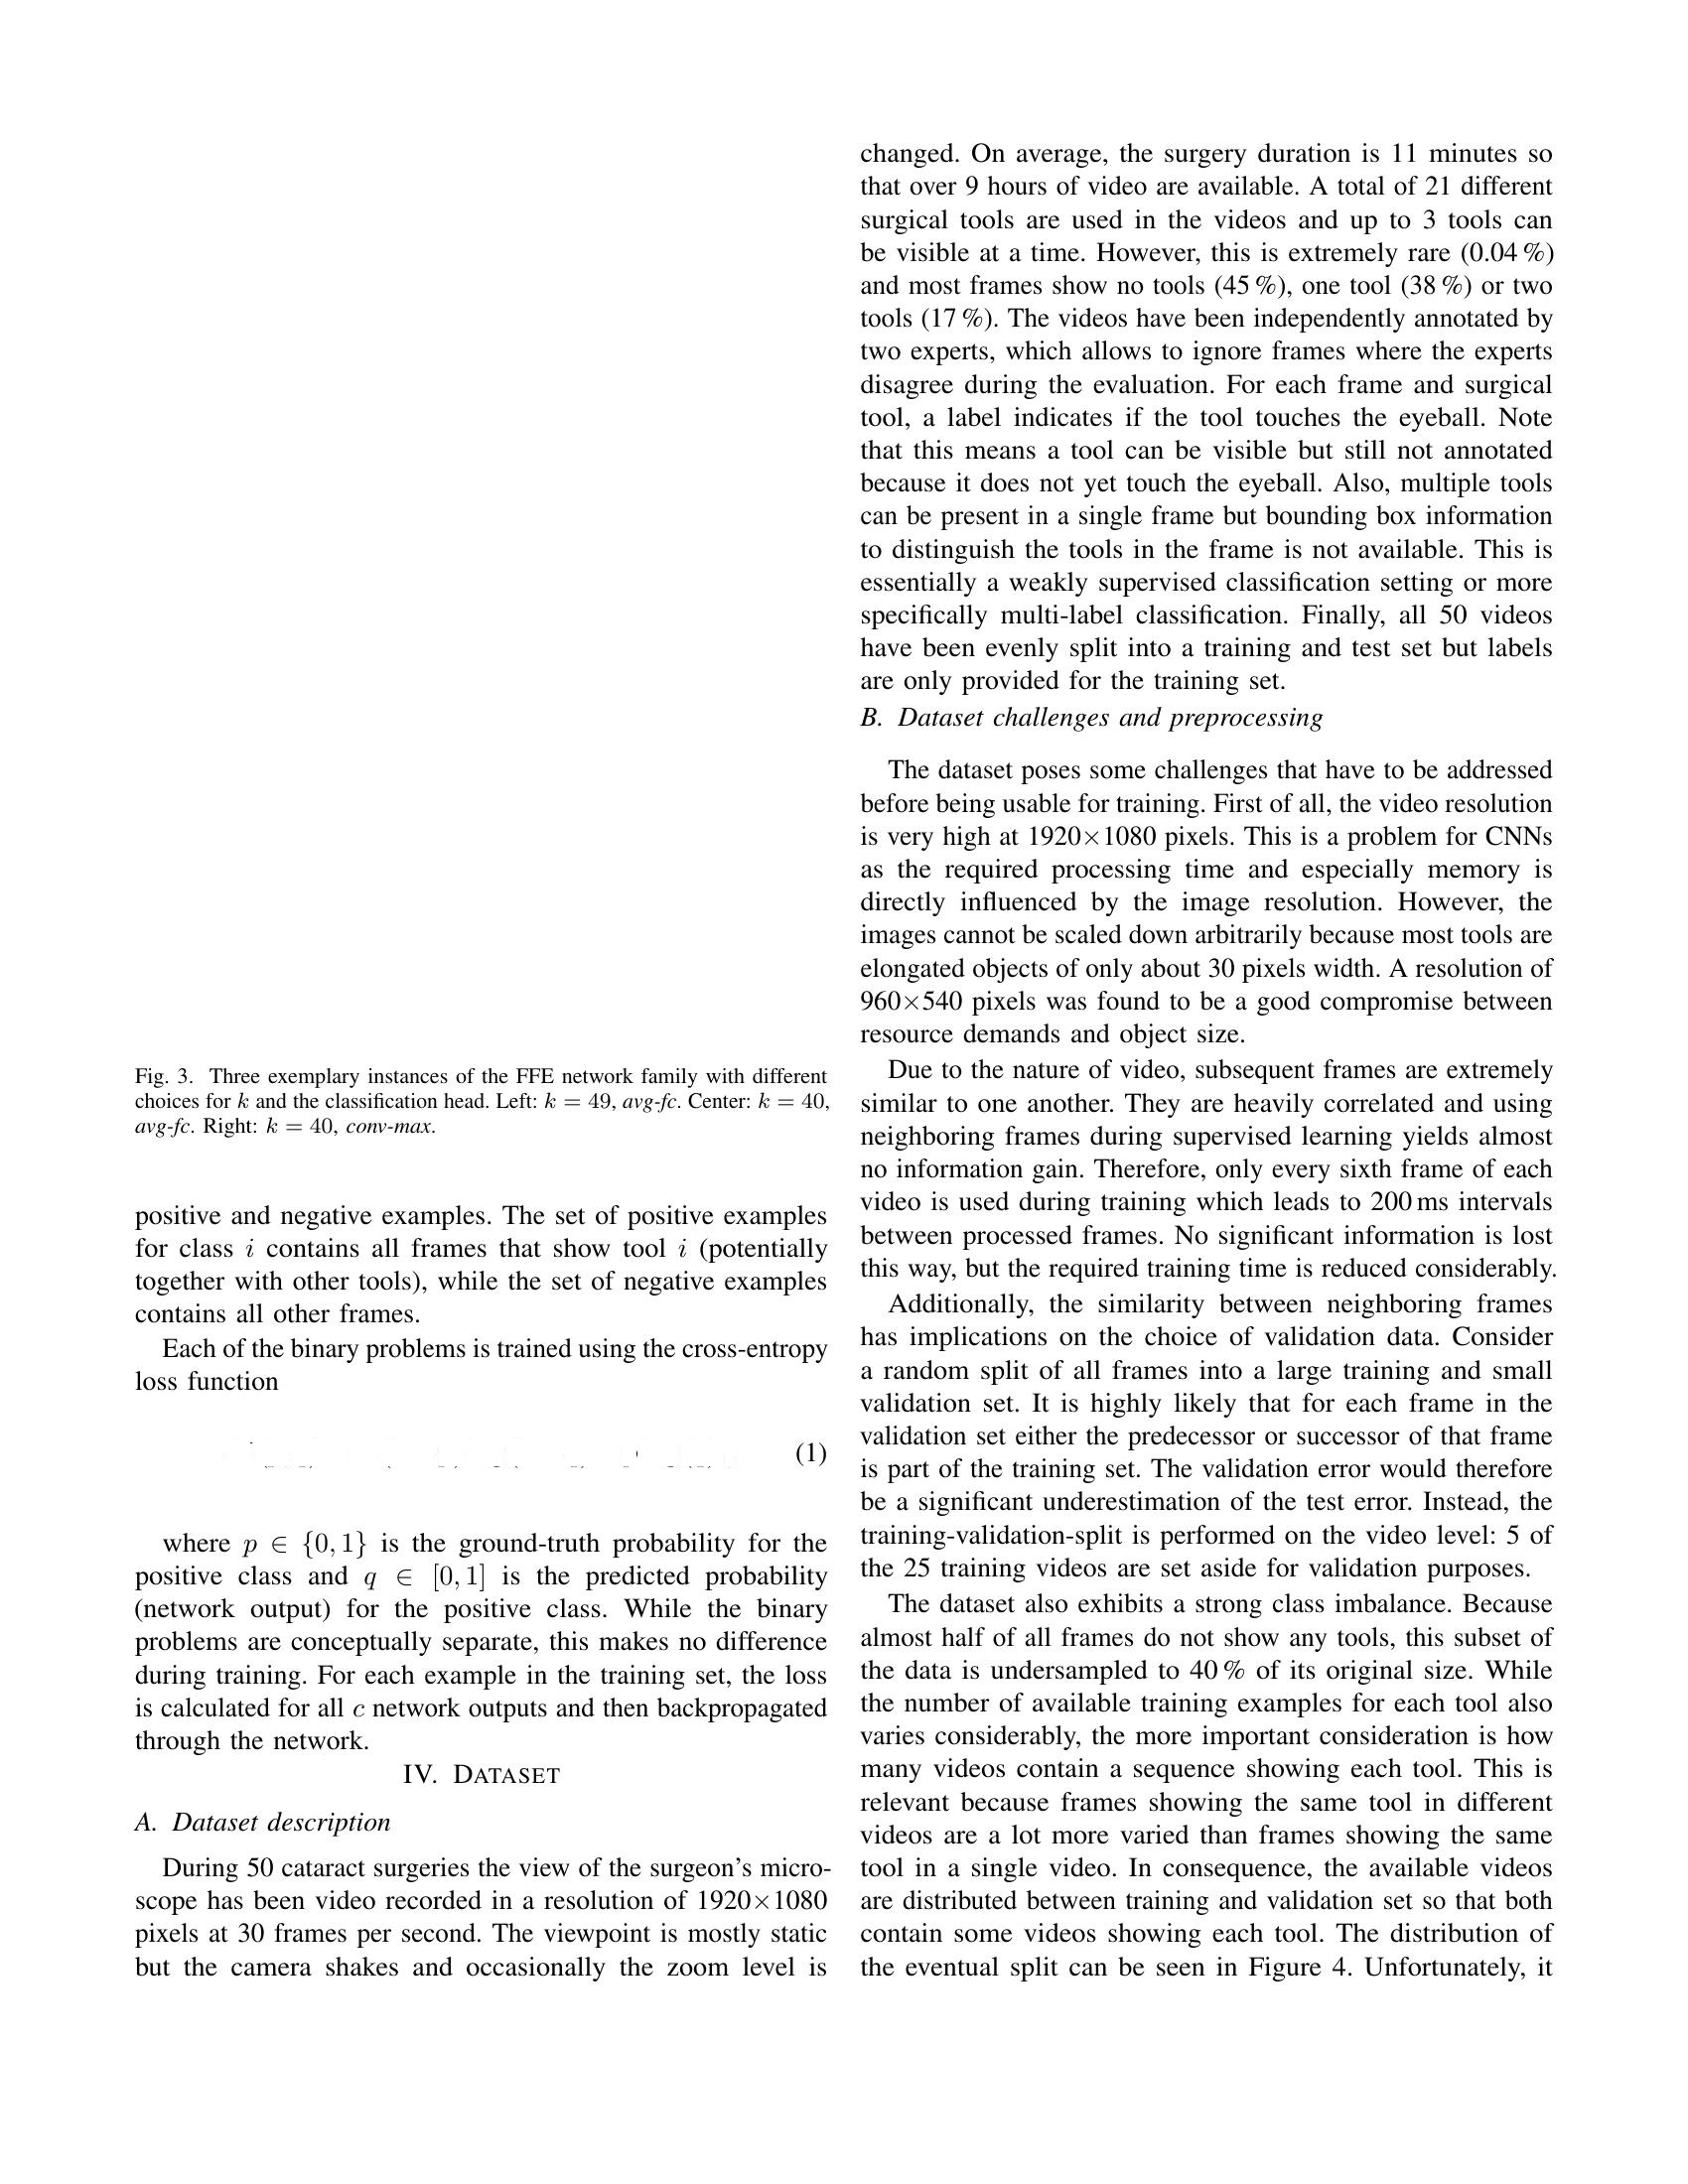 Fig. 3. Three exemplary instances of the FFE network family with different
choices for k and the classification head. Left: k = 49, avg-fc. Center: k = 40,
avg-fc. Right: k = 40, conv-max.
positive and negative examples. The set of positive examples
for class i contains all frames that show tool i (potentially
together with other tools), while the set of negative examples
contains all other frames.
Each of the binary problems is trained using the cross-entropy
loss function
(1)
where p ∈ {0, 1} is the ground-truth probability for the
positive class and q ∈ [0, 1] is the predicted probability
(network output) for the positive class. While the binary
problems are conceptually separate, this makes no difference
during training. For each example in the training set, the loss
is calculated for all c network outputs and then backpropagated
through the network.
IV. DATASET
A. Dataset description
During 50 cataract surgeries the view of the surgeon's micro-
scope has been video recorded in a resolution of 1920×1080
pixels at 30 frames per second. The viewpoint is mostly static
but the camera shakes and occasionally the zoom level is
changed. On average, the surgery duration is 11 minutes so
that over 9 hours of video are available. A total of 21 different
surgical tools are used in the videos and up to 3 tools can
be visible at a time. However, this is extremely rare (0.04 %)
and most frames show no tools (45 %), one tool (38 %) or two
tools (17 %). The videos have been independently annotated by
two experts, which allows to ignore frames where the experts
disagree during the evaluation. For each frame and surgical
tool, a label indicates if the tool touches the eyeball. Note
that this means a tool can be visible but still not annotated
because it does not yet touch the eyeball. Also, multiple tools
can be present in a single frame but bounding box information
to distinguish the tools in the frame is not available. This is
essentially a weakly supervised classification setting or more
specifically multi-label classification. Finally, all 50 videos
have been evenly split into a training and test set but labels
are only provided for the training set.
B. Dataset challenges and preprocessing
The dataset poses some challenges that have to be addressed
before being usable for training. First of all, the video resolution
is very high at 1920×1080 pixels. This is a problem for CNNs
as the required processing time and especially memory is
directly influenced by the image resolution. However, the
images cannot be scaled down arbitrarily because most tools are
elongated objects of only about 30 pixels width. A resolution of
960×540 pixels was found to be a good compromise between
resource demands and object size.
Due to the nature of video, subsequent frames are extremely
similar to one another. They are heavily correlated and using
neighboring frames during supervised learning yields almost
no information gain. Therefore, only every sixth frame of each
video is used during training which leads to 200 ms intervals
between processed frames. No significant information is lost
this way, but the required training time is reduced considerably.
Additionally, the similarity between neighboring frames
has implications on the choice of validation data. Consider
a random split of all frames into a large training and small
validation set. It is highly likely that for each frame in the
validation set either the predecessor or successor of that frame
is part of the training set. The validation error would therefore
be a significant underestimation of the test error. Instead, the
training-validation-split is performed on the video level: 5 of
the 25 training videos are set aside for validation purposes.
The dataset also exhibits a strong class imbalance. Because
almost half of all frames do not show any tools, this subset of
the data is undersampled to 40 % of its original size. While
the number of available training examples for each tool also
varies considerably, the more important consideration is how
many videos contain a sequence showing each tool. This is
relevant because frames showing the same tool in different
videos are a lot more varied than frames showing the same
tool in a single video. In consequence, the available videos
are distributed between training and validation set so that both
contain some videos showing each tool. The distribution of
the eventual split can be seen in Figure 4. Unfortunately, it